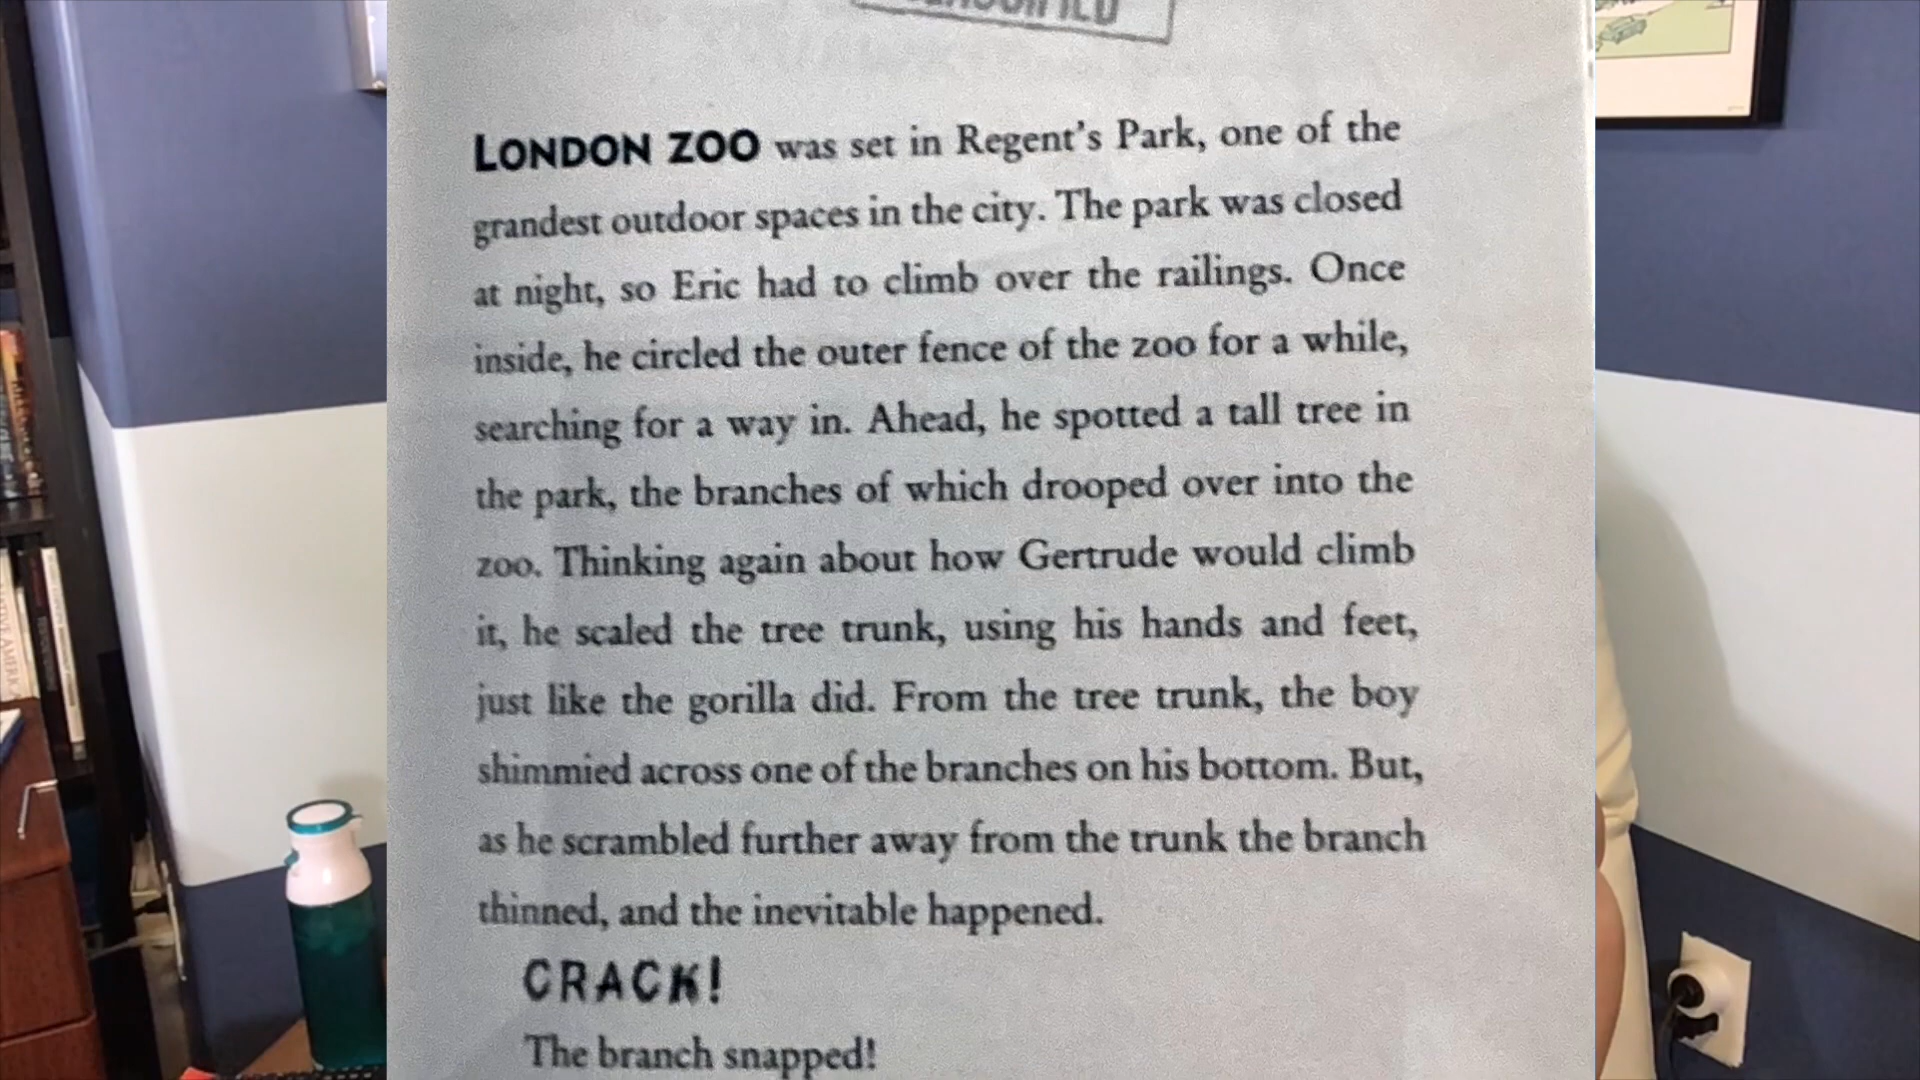 LONDON ZOO was set in Regent's Park, one of the
grandest outdoor spaces in the city. The park was closed
at night, so Eric had to climb over the railings. Once
inside, he circled the outer fence of the zoo for a while,
searching for a way in. Ahead, he spotted a tall tree in
the park, the branches of which drooped over into the
zoo. Thinking again about how Gertrude would climb
it, he scaled the tree trunk, using his hands and feet,
just like the gorilla did. From the tree trunk, the boy
shimmied across one of the branches on his bottom. But,
as he scrambled further away from the trunk the branch
thinned, and the inevitable happened.
CRACK!
The branch snapped!